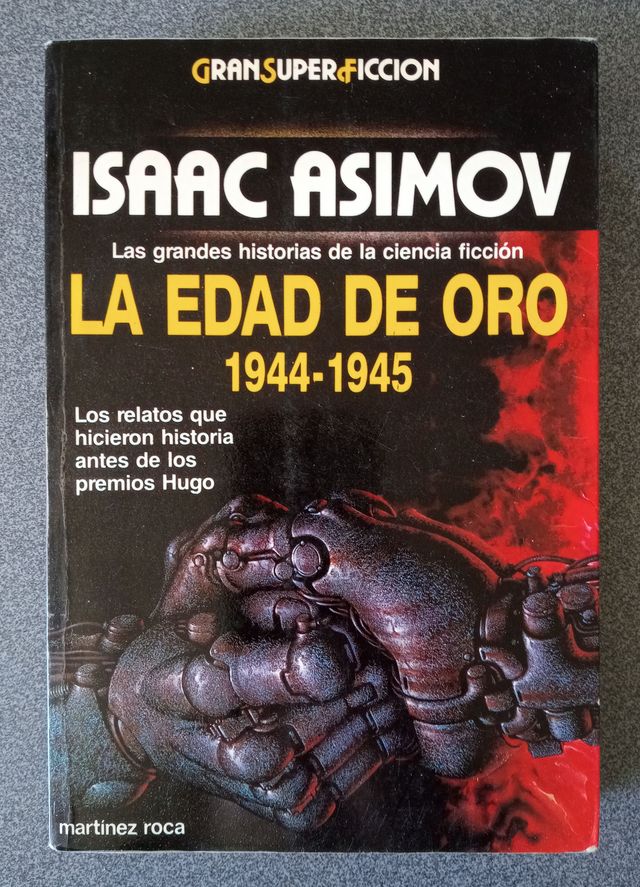 GRANSUPERFICCION
ISAAC ASIMOV
Las grandes historias de la ciencia ficción
LA EDAD DE ORO
1944-1945
Los relatos que
hicieron historia
antes de los
premios Hugo
martínez roca